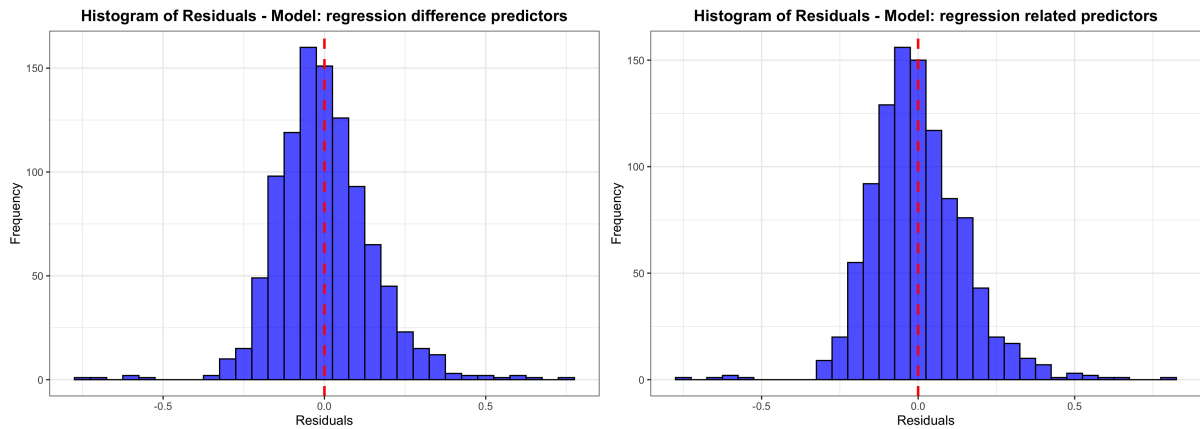 Histogram of Residuals - Model: regression difference predictors
Frequency
150
100
50
0
-0.5
0.0
0.5
Residuals
Histogram of Residuals - Model: regression related predictors
Frequency
150
100
50
0
-0.5
0.0
0.5
Residuals